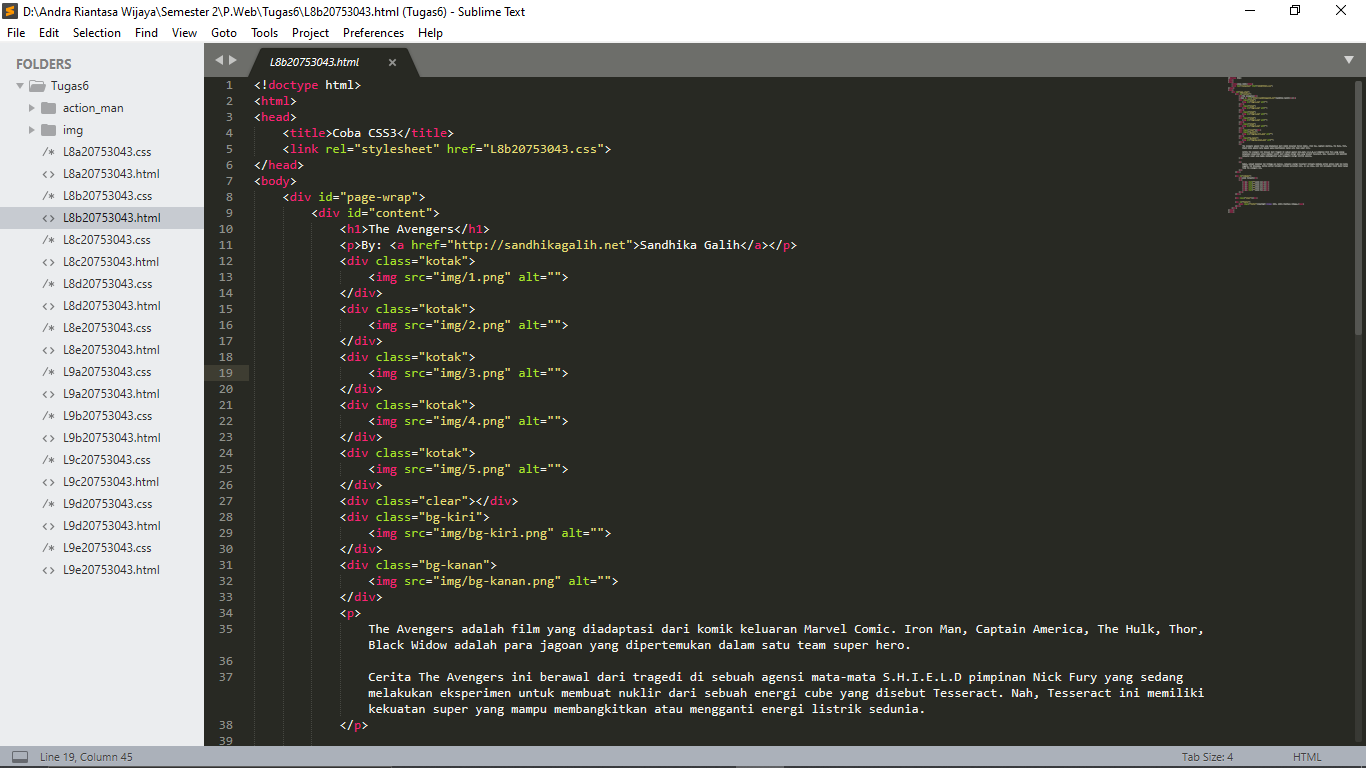 D:\Andra Riantasa Wijaya\Semester 2\P.Web\Tugas6\L8b20753043.html (Tugas6) - Sublime Text
File Edit Selection Find View Goto Tools Project Preferences Help
FOLDERS
Tugas6
action_man
img
/* L8a20753043.css
<> L8a20753043.html
/* L8b20753043.css
<> L8b20753043.html
/* L8c20753043.css
<> L8c20753043.html
/* L8d20753043.css
<> L8d20753043.html
/* L8e20753043.css
<> L8e20753043.html
/* L9a20753043.css
<> L9a20753043.html
/* L9b20753043.css
<> L9b20753043.html
/* L9c20753043.css
<> L9c20753043.html
/* L9d20753043.css
<> L9d20753043.html
/* L9e20753043.css
<> L9e20753043.html
L8b20753043.html ×
1 <!doctype html>
2 <html>
3 <head>
4 <title>Coba CSS3</title>
5 <link rel="stylesheet" href="L8b20753043.css">
6 </head>
7 <body>
8 <div id="page-wrap">
9 <div id="content">
10 <h1>The Avengers</h1>
11 <p>By: <a href="http://sandhikagalih.net">Sandhika Galih</a></p>
12 <div class="kotak">
13 <img src="img/1.png" alt="">
14 </div>
15 <div class="kotak">
16 <img src="img/2.png" alt="">
17 </div>
18 <div class="kotak">
19 <img src="img/3.png" alt="">
20 </div>
21 <div class="kotak">
22 <img src="img/4.png" alt="">
23 </div>
24 <div class="kotak">
25 <img src="img/5.png" alt="">
26 </div>
27 <div class="clear"></div>
28 <div class="bg-kiri">
29 <img src="img/bg-kiri.png" alt="">
30 </div>
31 <div class="bg-kanan">
32 <img src="img/bg-kanan.png" alt="">
33 </div>
34 <p>
35 The Avengers adalah film yang diadaptasi dari komik keluaran Marvel Comic. Iron Man, Captain America, The Hulk, Thor,
Black Widow adalah para jagoan yang dipertemukan dalam satu team super hero.
36
37 Cerita The Avengers ini berawal dari tragedi di sebuah agensi mata-mata S.H.I.E.L.D pimpinan Nick Fury yang sedang
melakukan eksperimen untuk membuat nuklir dari sebuah energi cube yang disebut Tesseract. Nah, Tesseract ini memiliki
kekuatan super yang mampu membangkitkan atau mengganti energi listrik sedunia.
38 </p>
39
Line 19, Column 45
Tab Size: 4
HTML